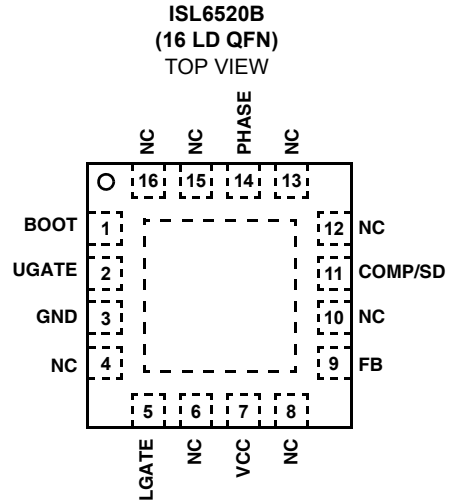 ISL6520B
(16 LD QFN)
TOP VIEW
NC
NC
PHASE
NC
16
15
14
13
BOOT 1
12 NC
UGATE 2
11 COMP/SD
GND 3
10 NC
NC 4
9 FB
5
6
7
8
LGATE
NC
VCC
NC